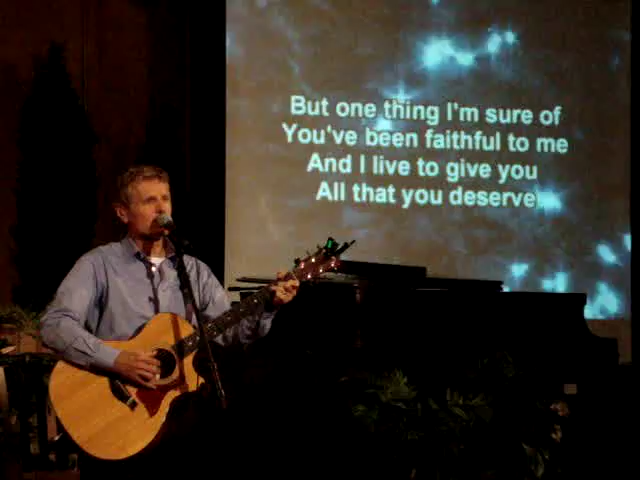 But one thing I'm sure of
You've been faithful to me
And I live to give you
All that you deserve